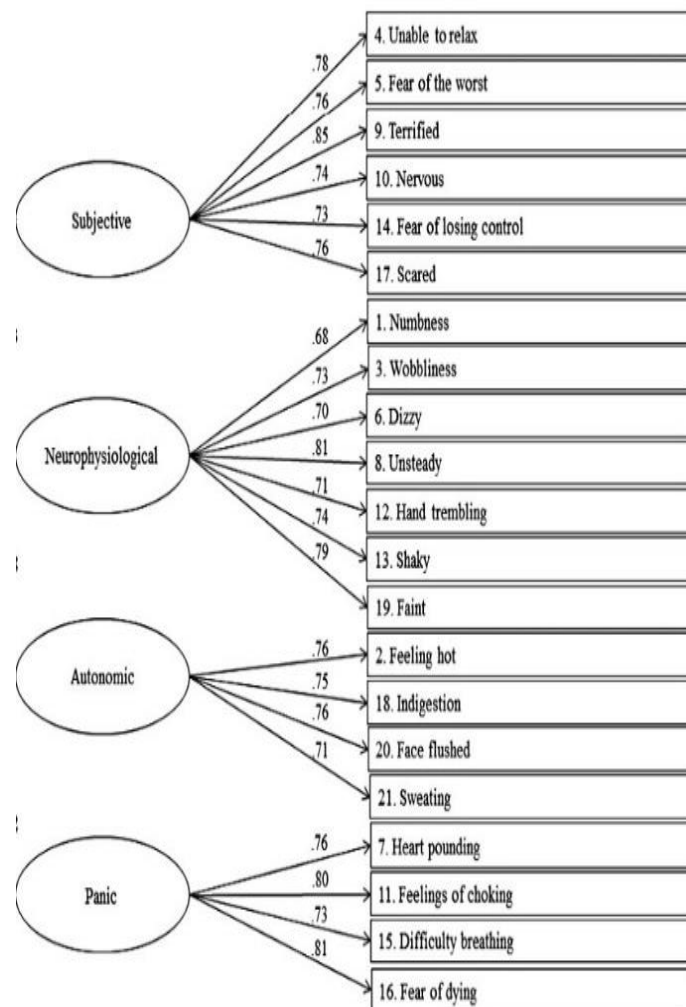 4. Unable to relax
.78
5. Fear of the worst
.76
9. Terrified
.85
10. Nervous
.74
Subjective
14. Fear of losing control
.73
17. Scared
.76
1. Numbness
.68
3. Wobbliness
.73
6. Dizzy
.70
Neurophysiological
8. Unsteady
.81
12. Hand trembling
.71
13. Shaky
.74
19. Faint
.79
2. Feeling hot
.76
Autonomic
18. Indigestion
.75
20. Face flushed
.76
21. Sweating
.71
7. Heart pounding
.76
Panic
11. Feelings of choking
.80
15. Difficulty breathing
.73
16. Fear of dying
.81